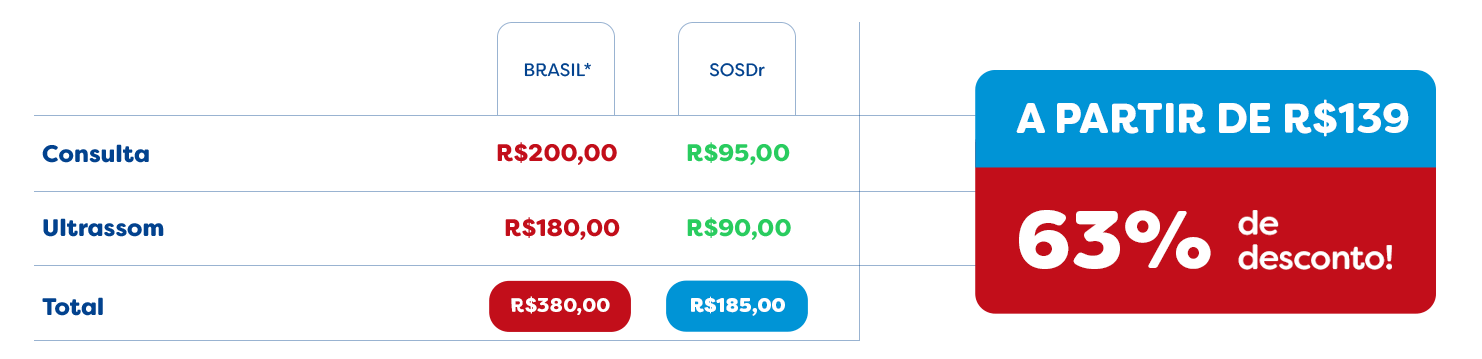 BRASIL* SOSDr
Consulta R$200,00 R$95,00
Ultrassom R$180,00 R$90,00
Total R$380,00 R$185,00
A PARTIR DE R$139
63% de
desconto!